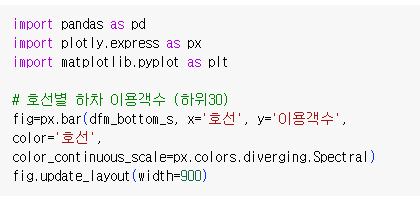 import pandas as pd
import plotly.express as px
import matplotlib.pyplot as plt
# 호선별 하차 이용객수 (하위30)
fig=px.bar(dfm_bottom_s, x='호선', y='이용객수',
color='호선',
color_continuous_scale=px.colors.diverging.Spectral)
fig.update_layout(width=900)